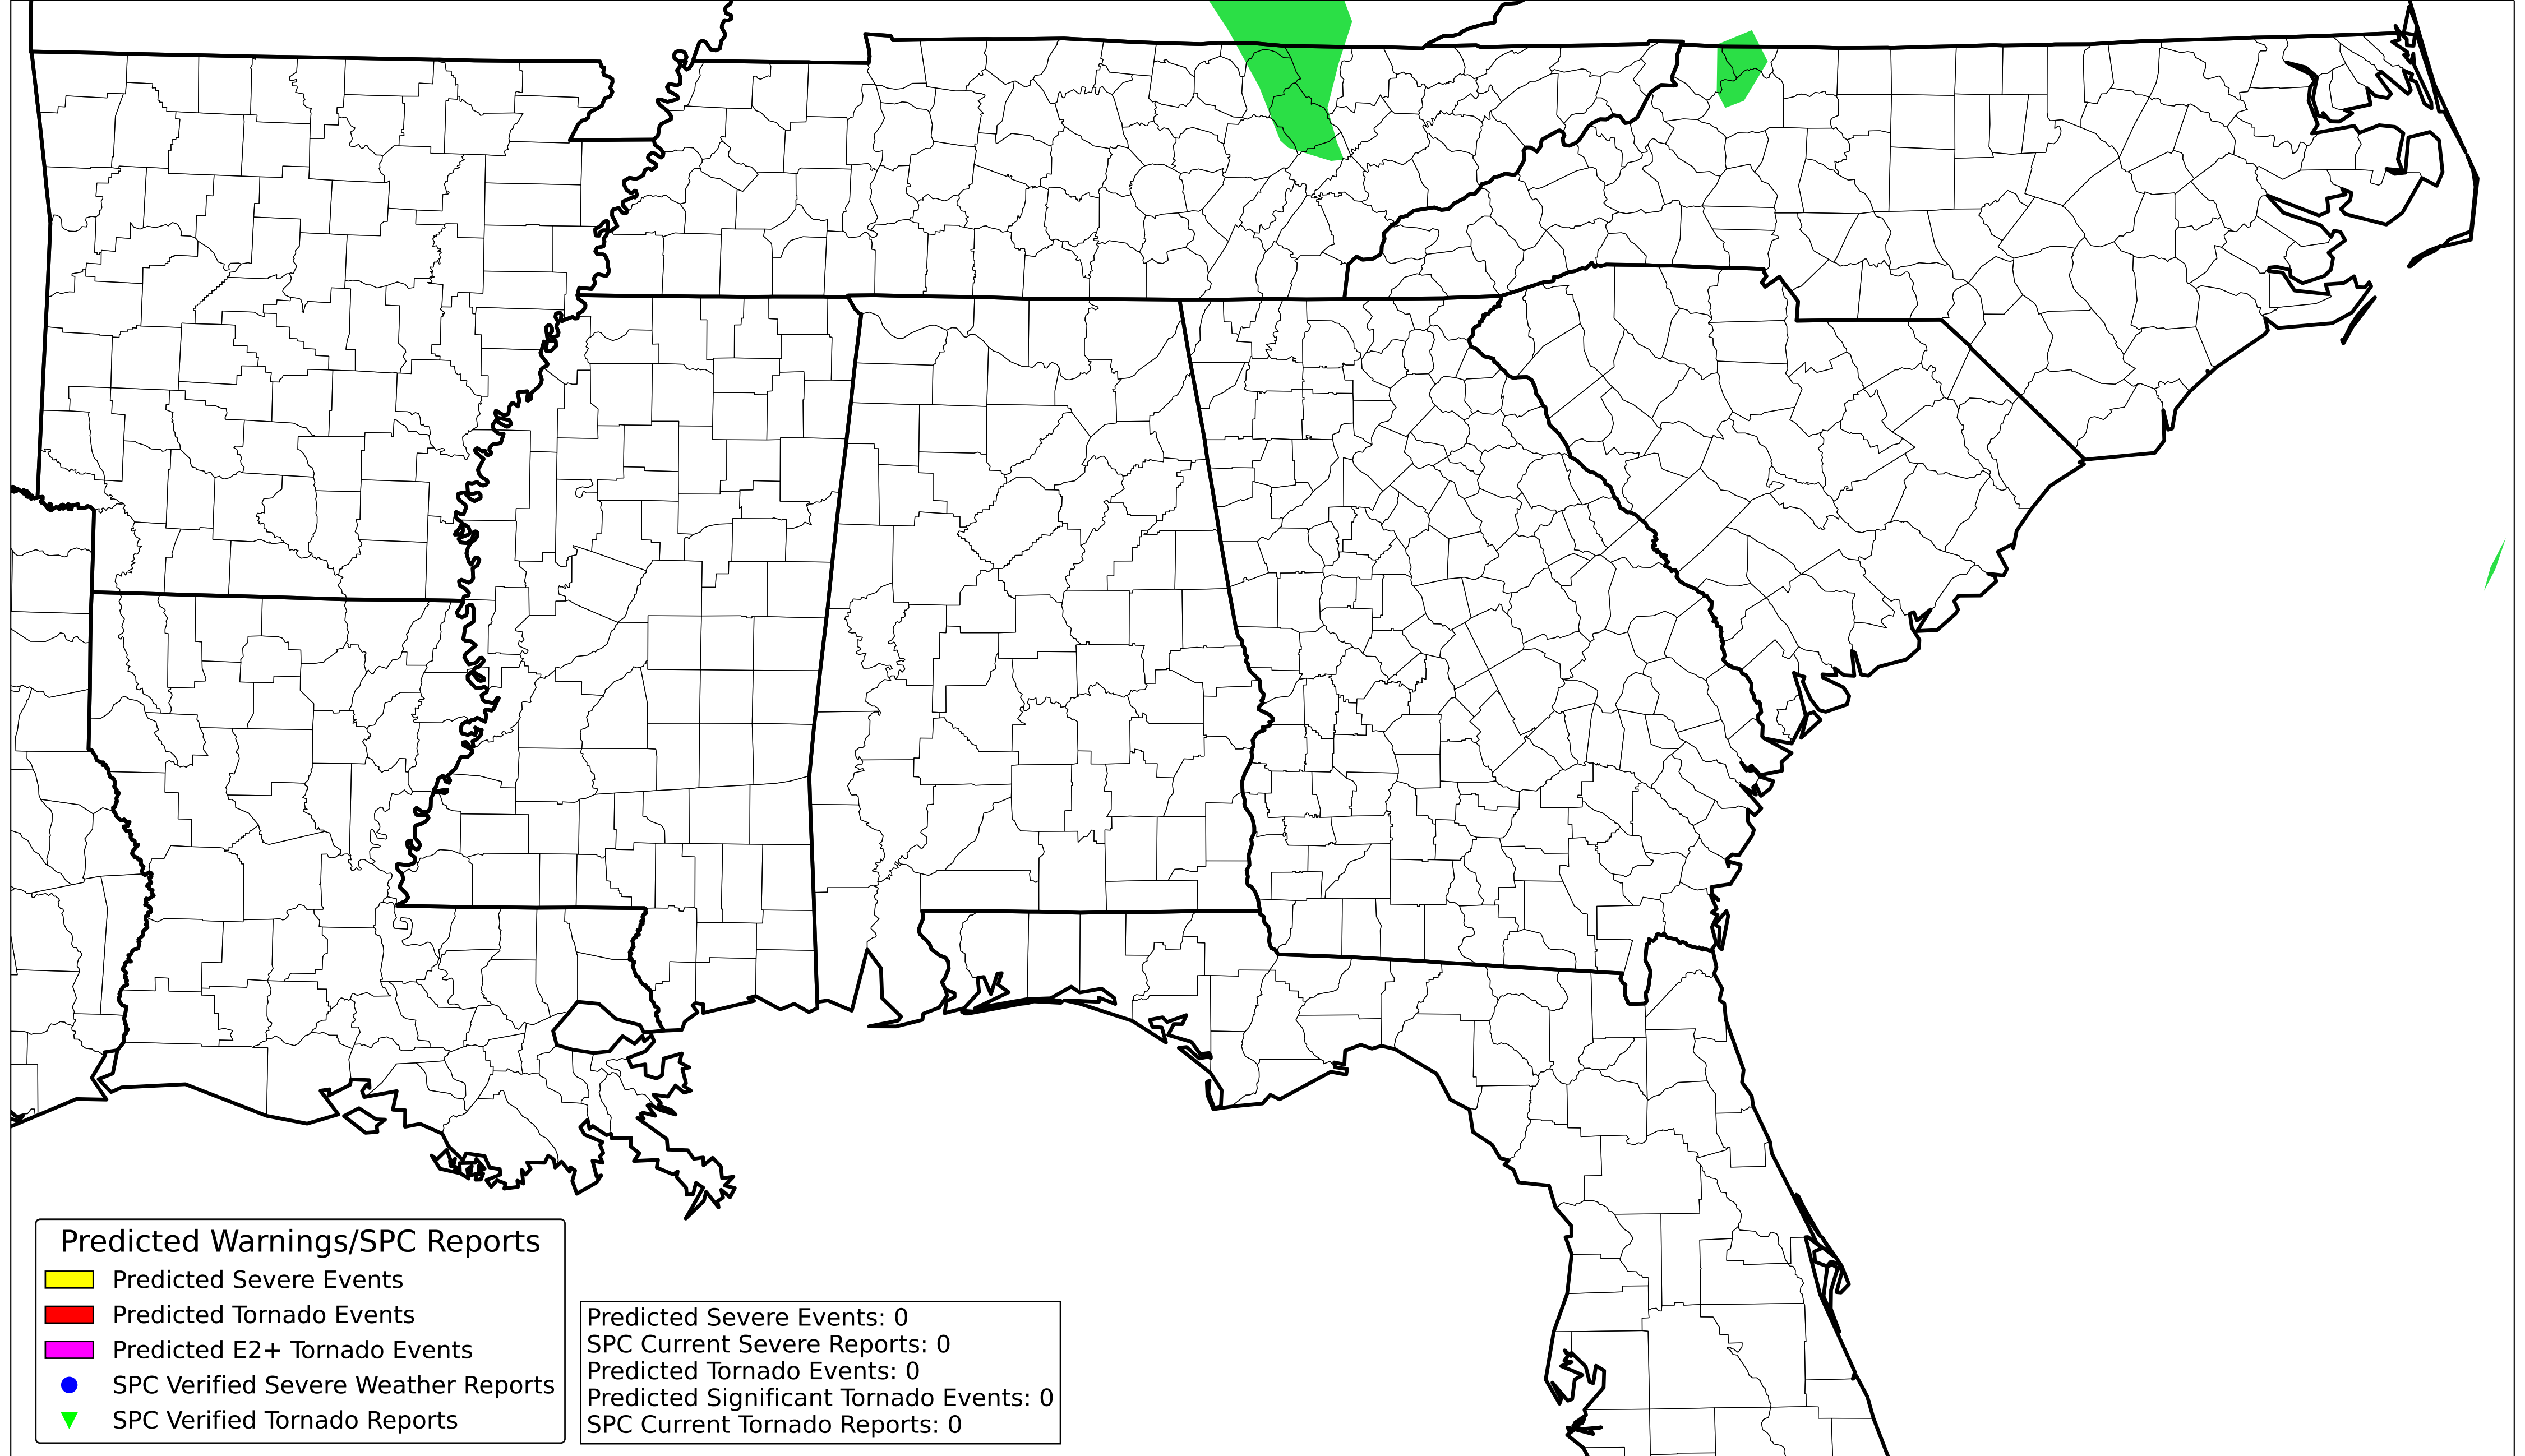 Predicted Warnings/SPC Reports
Predicted Severe Events
Predicted Tornado Events
Predicted E2+ Tornado Events
SPC Verified Severe Weather Reports
SPC Verified Tornado Reports
Predicted Severe Events: 0
SPC Current Severe Reports: 0
Predicted Tornado Events: 0
Predicted Significant Tornado Events: 0
SPC Current Tornado Reports: 0